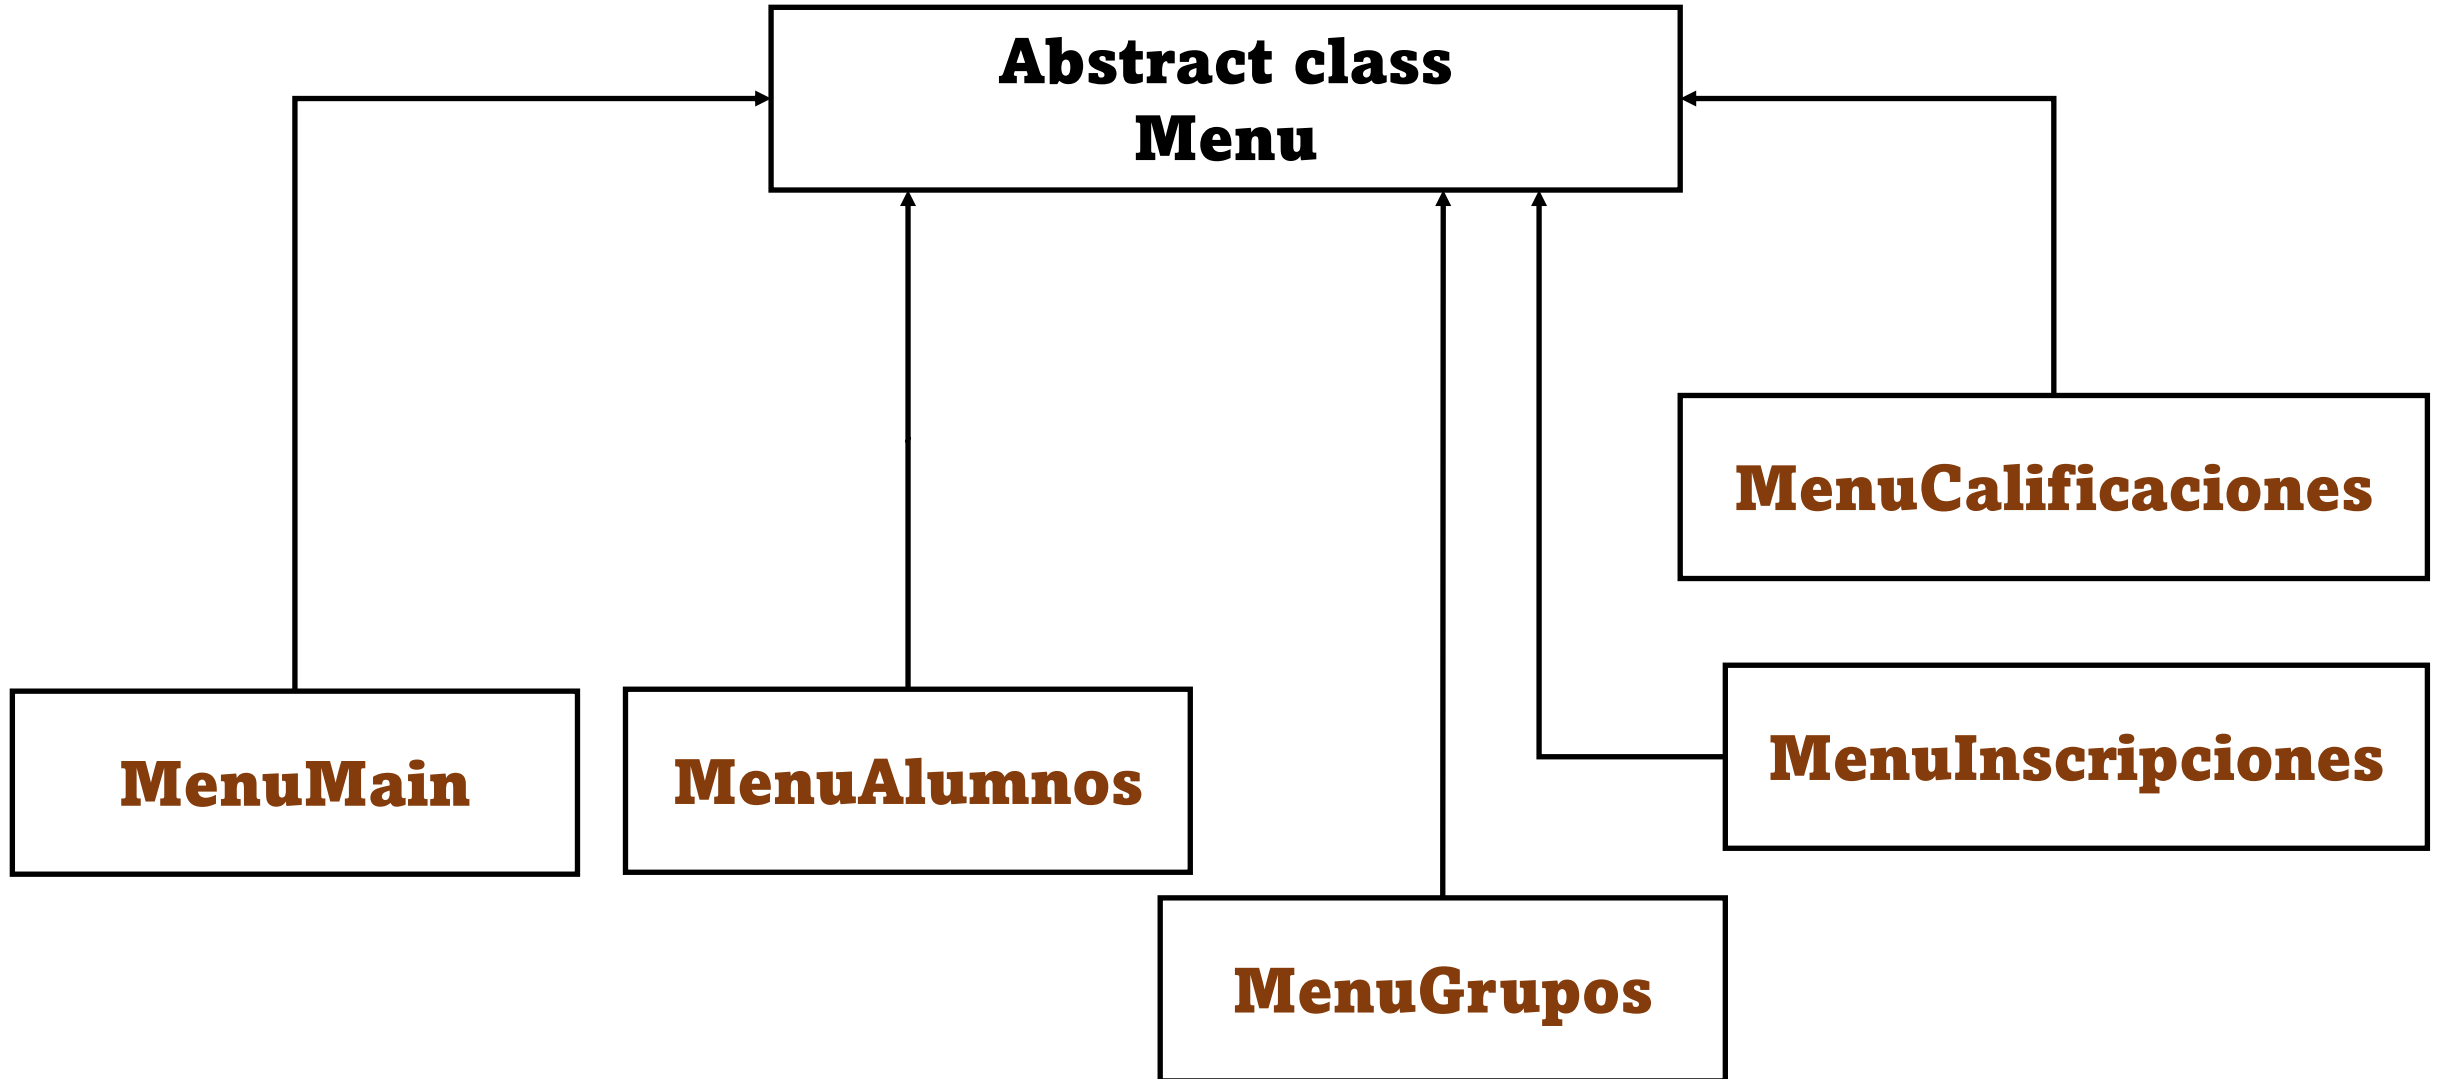 Abstract class
Menu
MenuCalificaciones
MenuInscripciones
MenuMain
MenuAlumnos
MenuGrupos